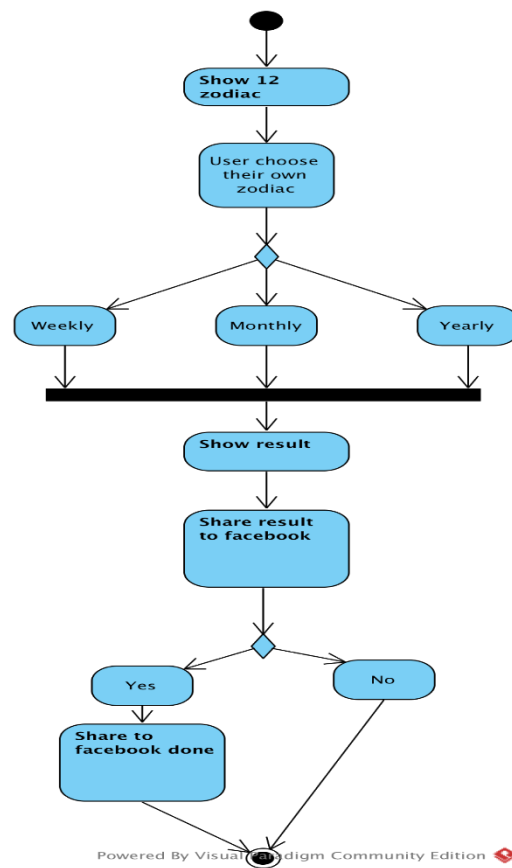 Show 12
zodiac
User choose
their own
zodiac
Weekly
Monthly
Yearly
Show result
Share result
to facebook
Yes
No
Share to
facebook done
Powered By Visual Paradigm Community Edition